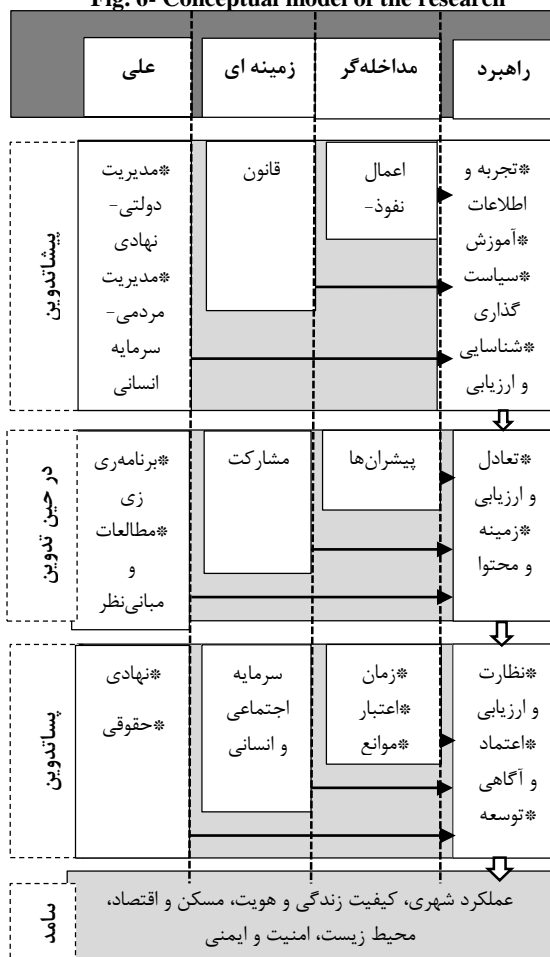 Fig. 6- Conceptual model of the research
راهبرد
مداخله‌گر
زمینه ای
علی
پیشاتدوین
*تجربه و
اطلاعات
*آموزش
*سیاست
گذاری
*شناسایی
و ارزیابی
اعمال
نفوذ-
قانون
*مدیریت
دولتی-
نهادی
*مدیریت
مردمی-
سرمایه
انسانی
در حین تدوین
*تعادل
و ارزیابی
*زمینه
و محتوا
پیشران‌ها
مشارکت
*برنامه‌ری
زی
*مطالعات
و
مبانی‌نظر
پساتدوین
*نظارت
و ارزیابی
*اعتماد
و آگاهی
*توسعه
*زمان
*اعتبار
*موانع
سرمایه
اجتماعی
و انسانی
*نهادی
*حقوقی
عملکرد شهری، کیفیت زندگی و هویت، مسکن و اقتصاد،
محیط زیست، امنیت و ایمنی